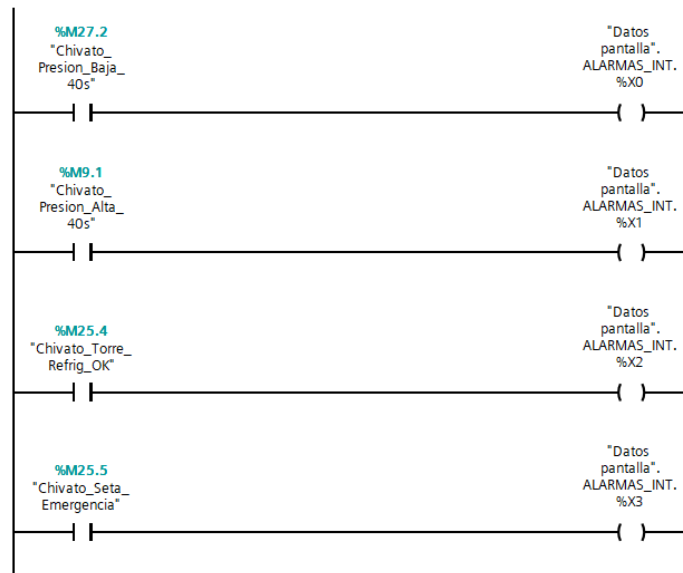 %M27.2
"Chivato_
Presion_Baja_
40s"
"Datos
pantalla".
ALARMAS_INT.
%X0
%M9.1
"Chivato_
Presion_Alta_
40s"
"Datos
pantalla".
ALARMAS_INT.
%X1
%M25.4
"Chivato_Torre_
Refrig_OK"
"Datos
pantalla".
ALARMAS_INT.
%X2
%M25.5
"Chivato_Seta_
Emergencia"
"Datos
pantalla".
ALARMAS_INT.
%X3